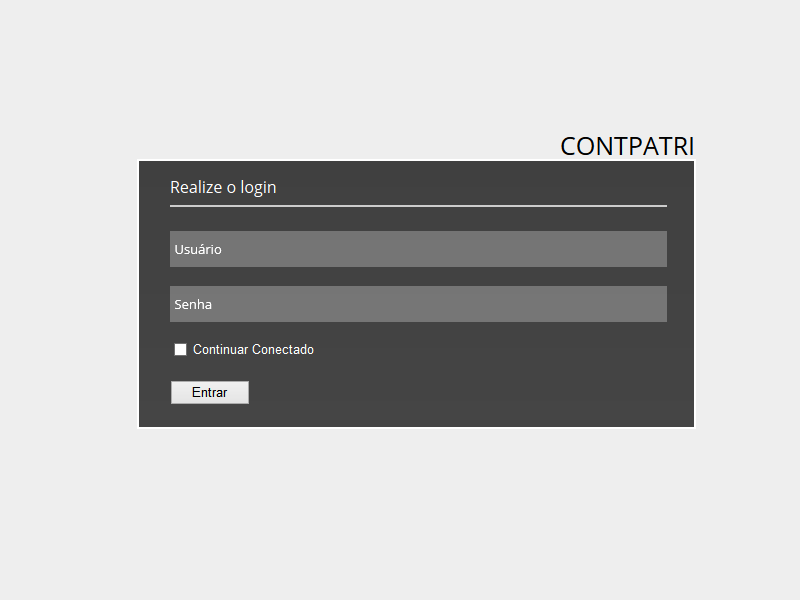 CONTPATRI
Realize o login
Usuário
Senha
Continuar Conectado
Entrar